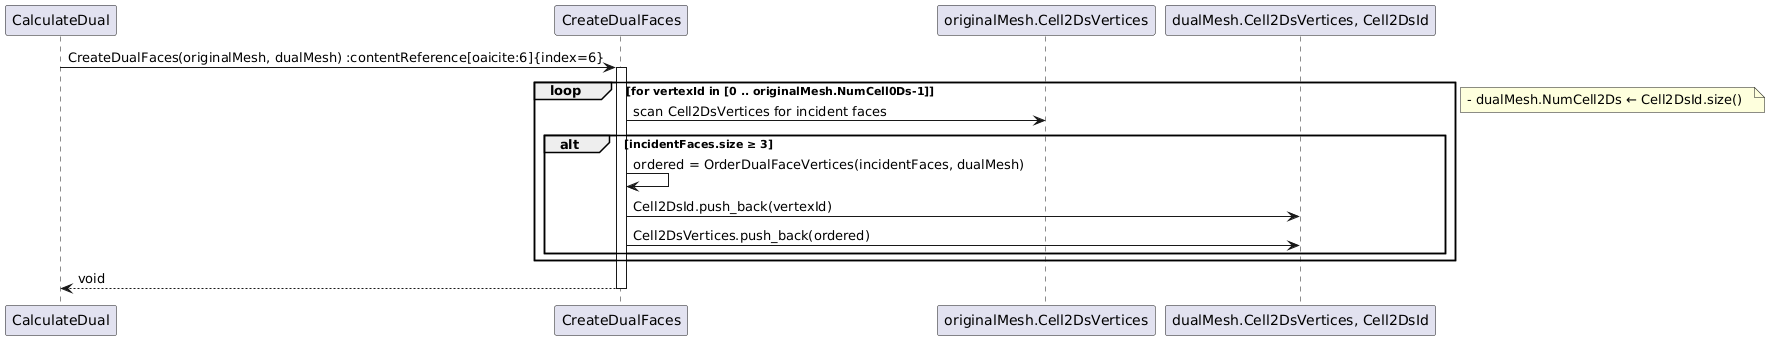 CalculateDual
CreateDualFaces
originalMesh.Cell2DsVertices
dualMesh.Cell2DsVertices, Cell2DsId
CreateDualFaces(originalMesh, dualMesh) :contentReference[oaicite:6]{index=6}
loop
[for vertexId in [0 .. originalMesh.NumCell0Ds-1]]
- dualMesh.NumCell2Ds ← Cell2DsId.size()
scan Cell2DsVertices for incident faces
alt
[incidentFaces.size ≥ 3]
ordered = OrderDualFaceVertices(incidentFaces, dualMesh)
Cell2DsId.push_back(vertexId)
Cell2DsVertices.push_back(ordered)
void
CalculateDual
CreateDualFaces
originalMesh.Cell2DsVertices
dualMesh.Cell2DsVertices, Cell2DsId